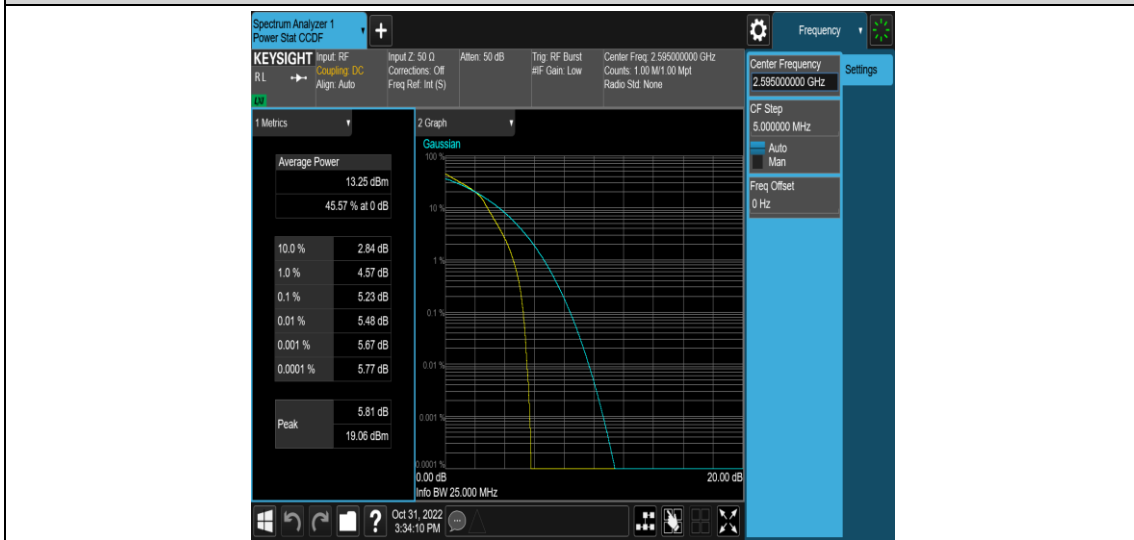 Spectrum Analyzer 1
Power Stat CCDF
+
Frequency
KEYSIGHT
RL
Input: RF
Coupling: DC
Align: Auto
Input Z: 50 Ω
Corrections: Off
Freq Ref: Int (S)
Atten: 50 dB
Trig: RF Burst
#IF Gain: Low
Center Freq: 2.595000000 GHz
Counts: 1.00 M/1.00 Mpt
Radio Std: None
Center Frequency
2.595000000 GHz
Settings
CF Step
5.000000 MHz
Auto
Man
Freq Offset
0 Hz
1 Metrics
Average Power
13.25 dBm
45.57 % at 0 dB
10.0 % 2.84 dB
1.0 % 4.57 dB
0.1 % 5.23 dB
0.01 % 5.48 dB
0.001 % 5.67 dB
0.0001 % 5.77 dB
Peak
5.81 dB
19.06 dBm
2 Graph
Gaussian
100 %
10 %
1 %
0.1 %
0.01 %
0.001 %
0.0001 %
0.00 dB 20.00 dB
Info BW 25.000 MHz
?
Oct 31, 2022
3:34:10 PM